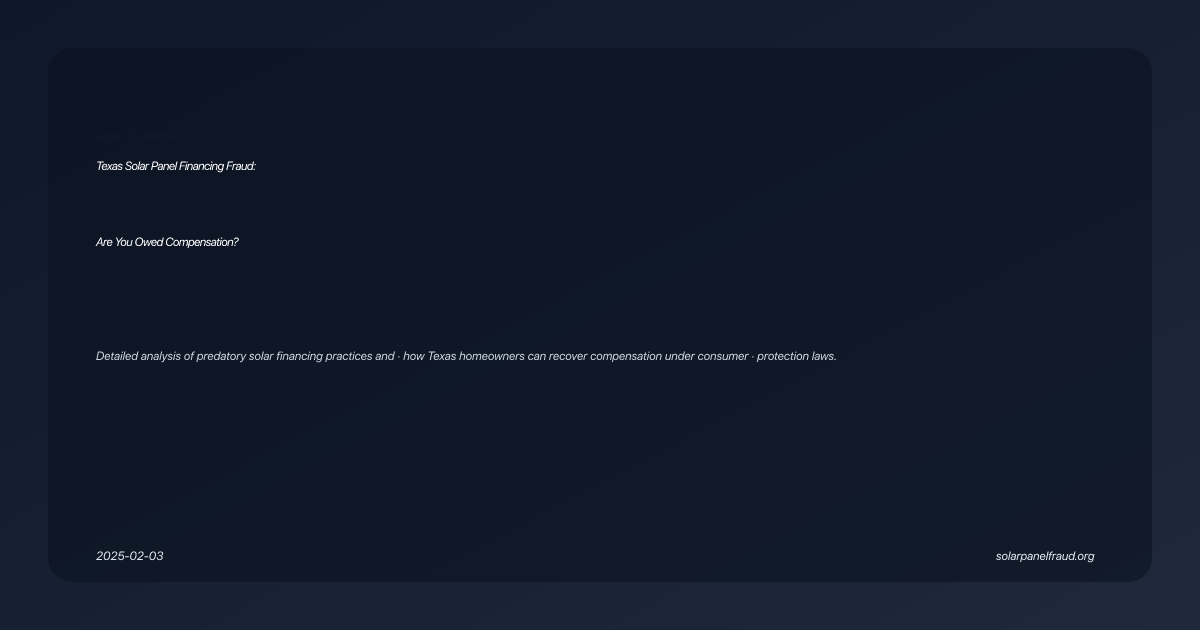 Texas Solar Panel Financing Fraud:
Are You Owed Compensation?
Detailed analysis of predatory solar financing practices and · how Texas homeowners can recover compensation under consumer · protection laws.
2025-02-03
solarpanelfraud.org